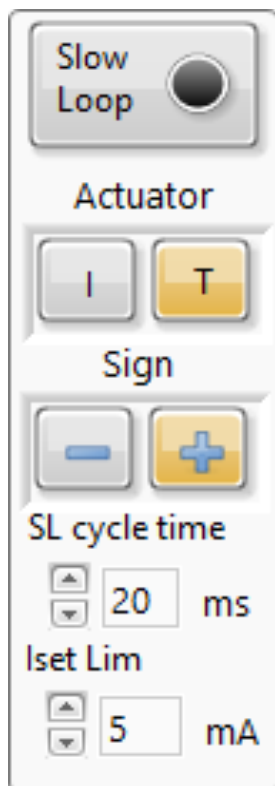 Slow
Loop
Actuator
I T
Sign
SL cycle time
20 ms
Iset Lim
5 mA